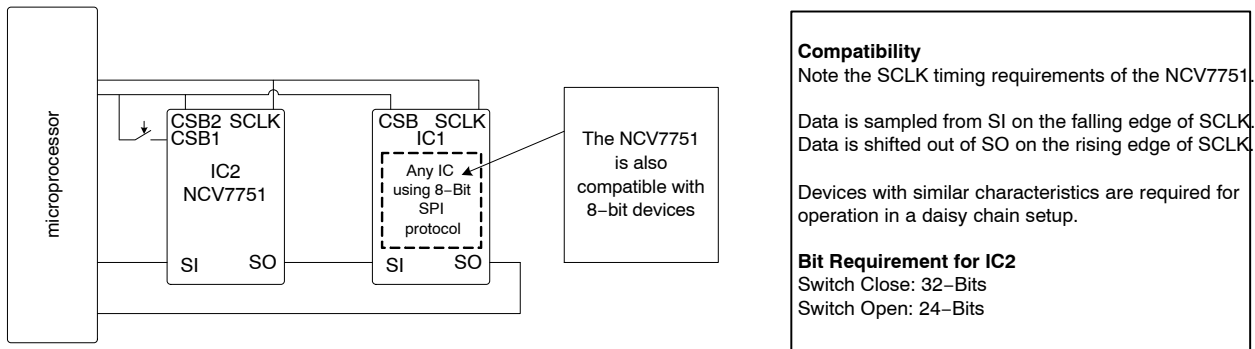 microprocessor
CSB2 SCLK
CSB1
IC2
NCV7751
SI SO
CSB SCLK
IC1
Any IC
using 8−Bit
SPI
protocol
SI SO
The NCV7751
is also
compatible with
8−bit devices
Compatibility
Note the SCLK timing requirements of the NCV7751.
Data is sampled from SI on the falling edge of SCLK.
Data is shifted out of SO on the rising edge of SCLK.
Devices with similar characteristics are required for
operation in a daisy chain setup.
Bit Requirement for IC2
Switch Close: 32−Bits
Switch Open: 24−Bits